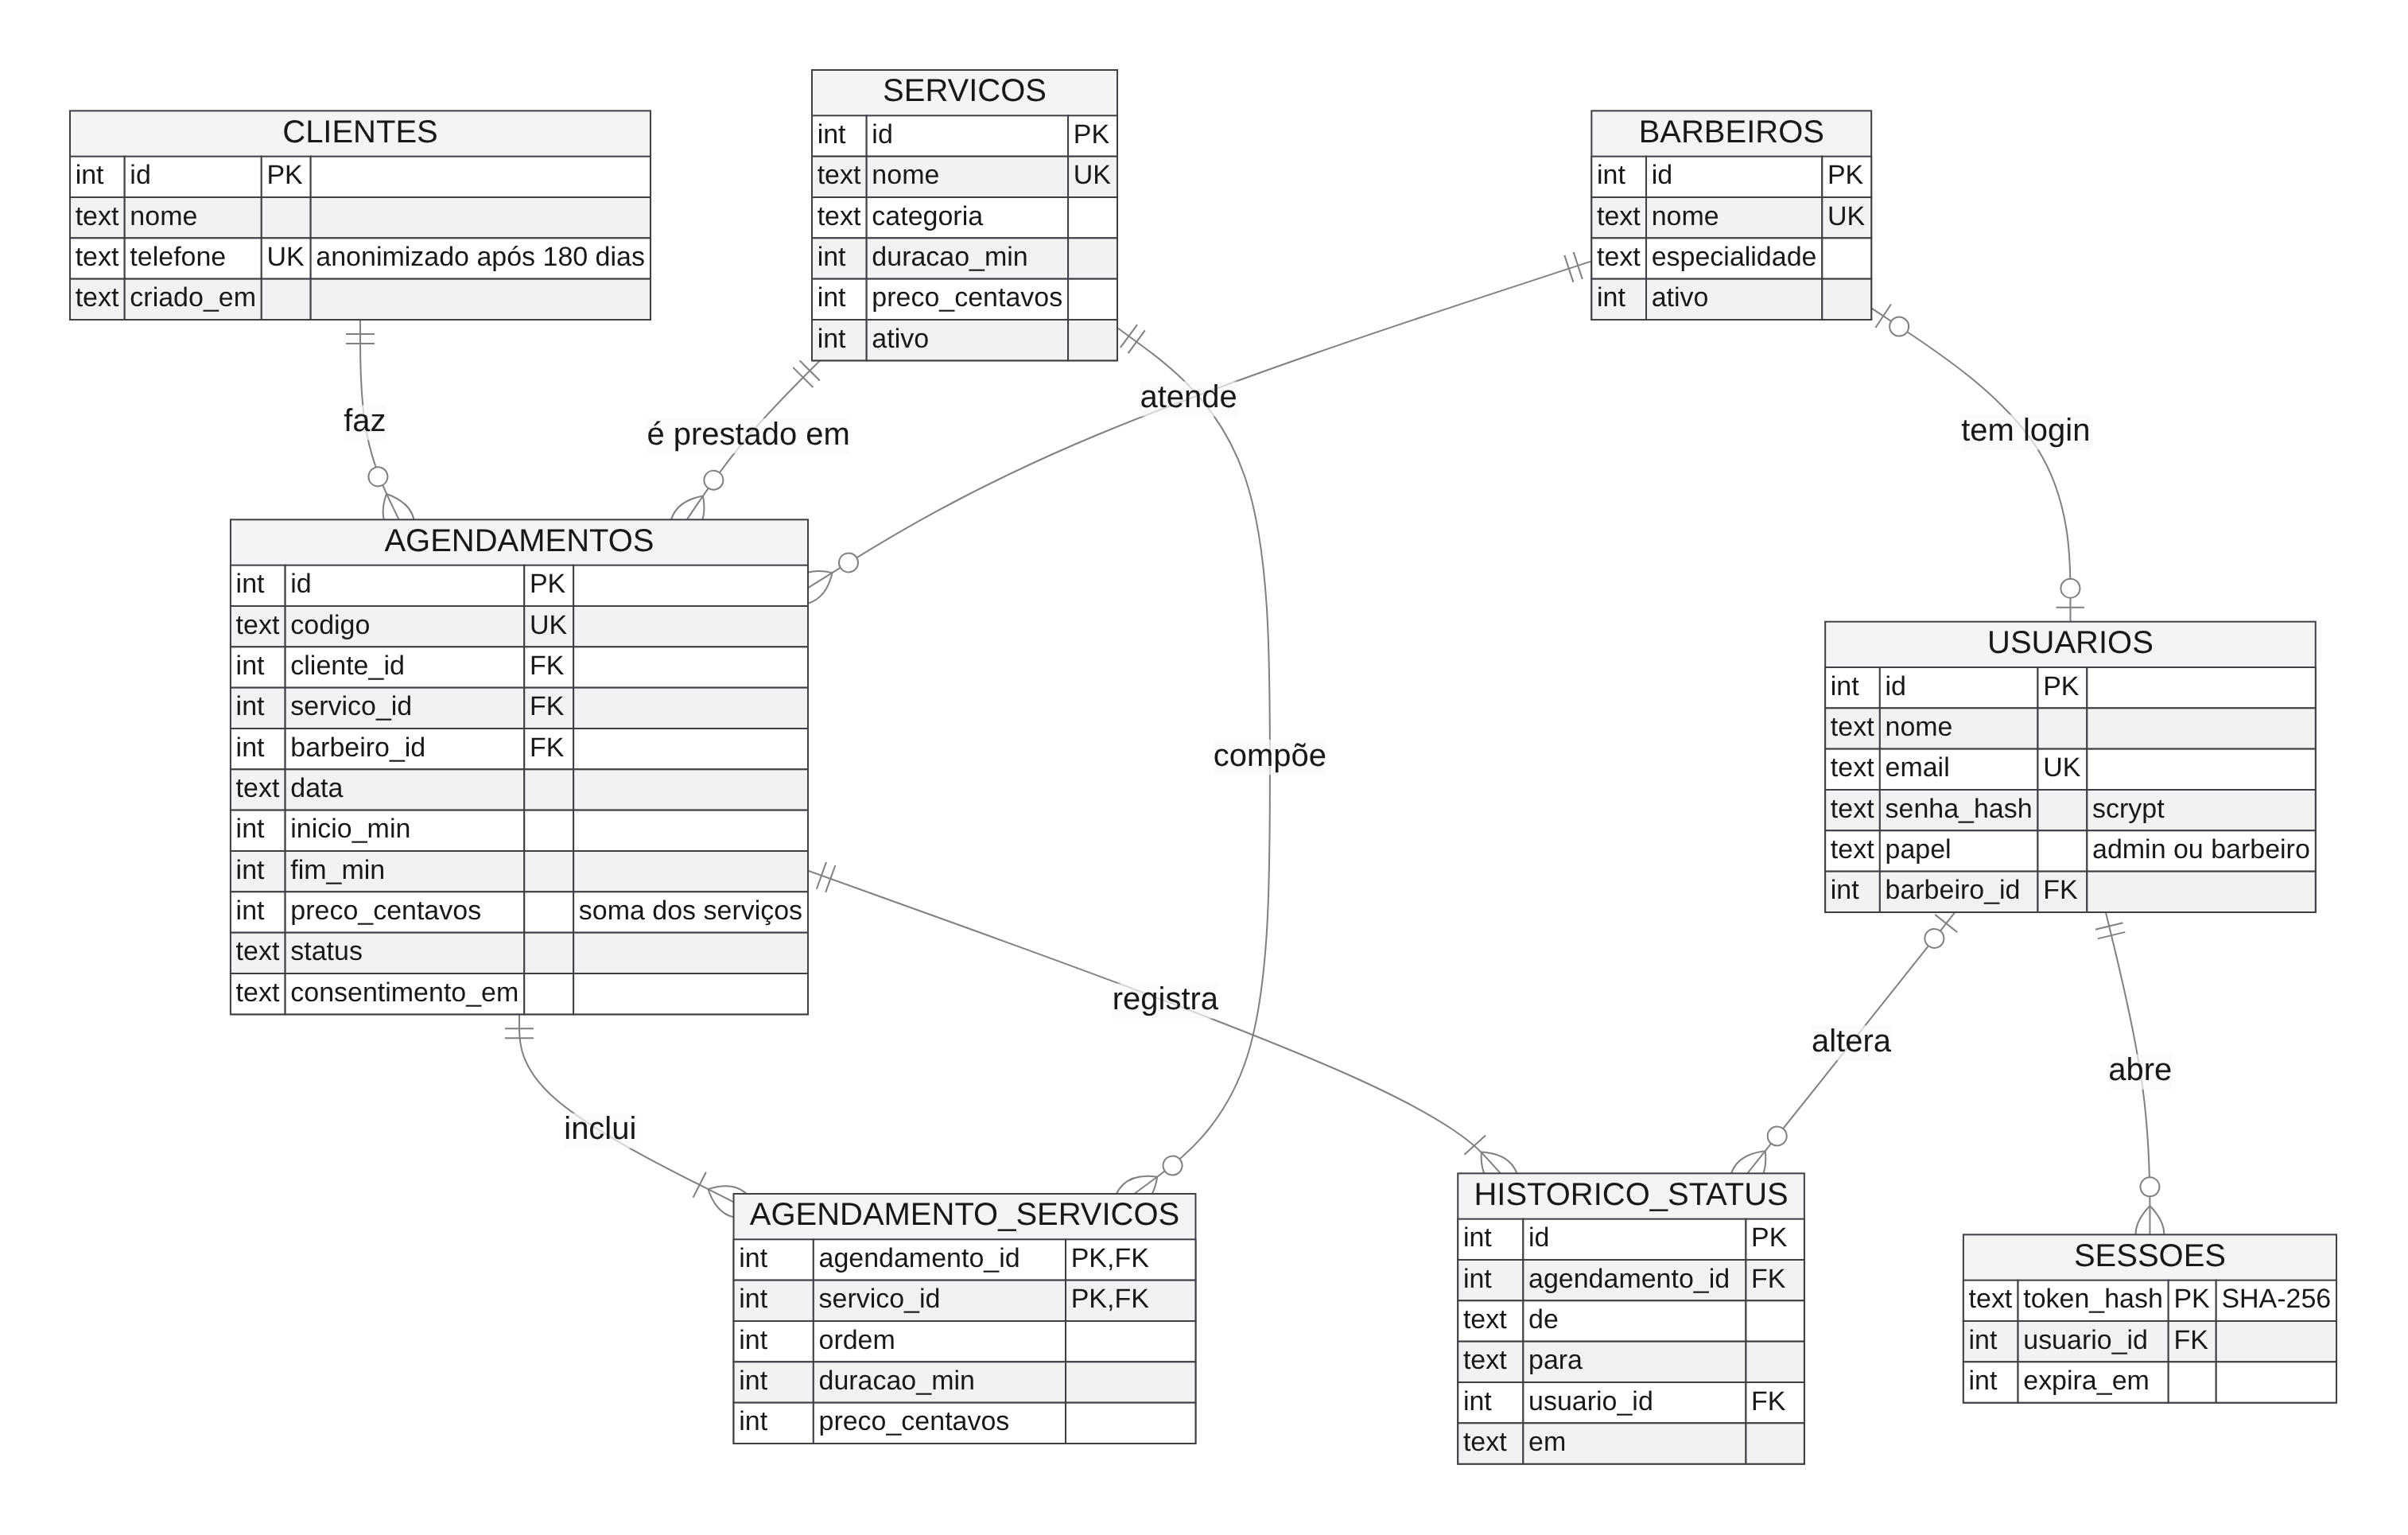 CLIENTES
int id PK
text nome
text telefone UK anonimizado após 180 dias
text criado_em
SERVICOS
int id PK
text nome UK
text categoria
int duracao_min
int preco_centavos
int ativo
BARBEIROS
int id PK
text nome UK
text especialidade
int ativo
faz
é prestado em
atende
tem login
AGENDAMENTOS
int id PK
text codigo UK
int cliente_id FK
int servico_id FK
int barbeiro_id FK
text data
int inicio_min
int fim_min
int preco_centavos soma dos serviços
text status
text consentimento_em
compõe
USUARIOS
int id PK
text nome
text email UK
text senha_hash scrypt
text papel admin ou barbeiro
int barbeiro_id FK
registra
altera
abre
inclui
AGENDAMENTO_SERVICOS
int agendamento_id PK,FK
int servico_id PK,FK
int ordem
int duracao_min
int preco_centavos
HISTORICO_STATUS
int id PK
int agendamento_id FK
text de
text para
int usuario_id FK
text em
SESSOES
text token_hash PK SHA-256
int usuario_id FK
int expira_em